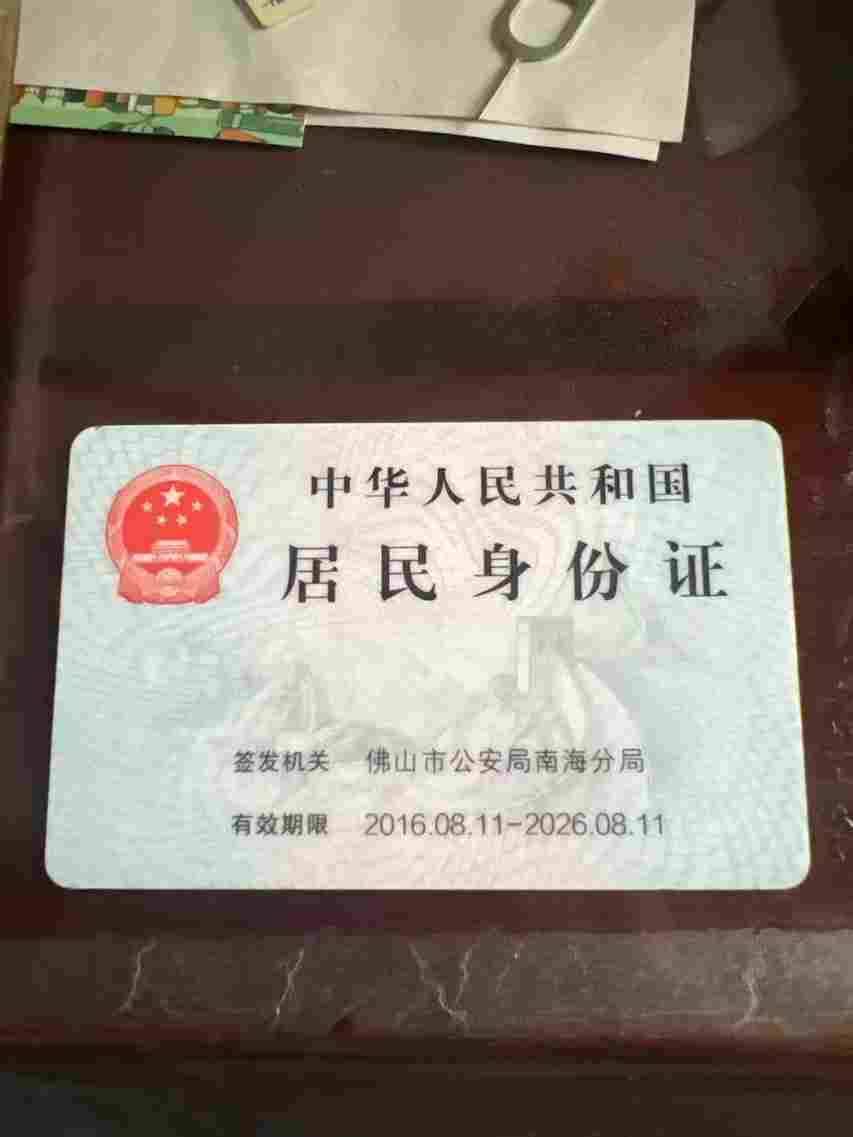 中华人民共和国
居民身份证
签发机关 佛山市公安局南海分局
有效期限 2016.08.11-2026.08.11